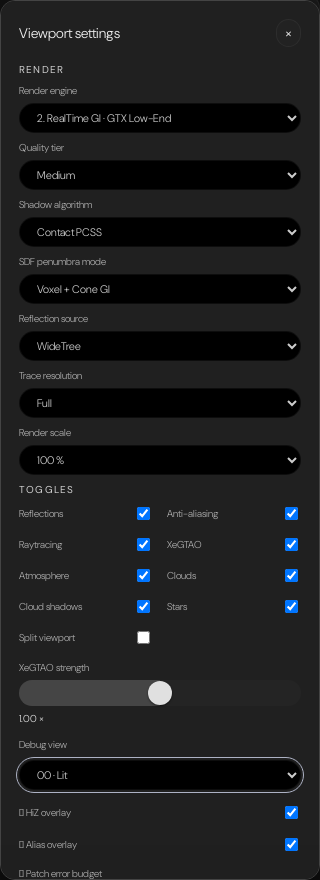 Viewport settings
×
RENDER
Render engine
2. RealTime GI · GTX Low-End
Quality tier
Medium
Shadow algorithm
Contact PCSS
SDF penumbra mode
Voxel + Cone GI
Reflection source
WideTree
Trace resolution
Full
Render scale
100 %
TOGGLES
Reflections Anti-aliasing
Raytracing XeGTAO
Atmosphere Clouds
Cloud shadows Stars
Split viewport
XeGTAO strength
1.00 ×
Debug view
00 · Lit
HiZ overlay
Alias overlay
Patch error budget